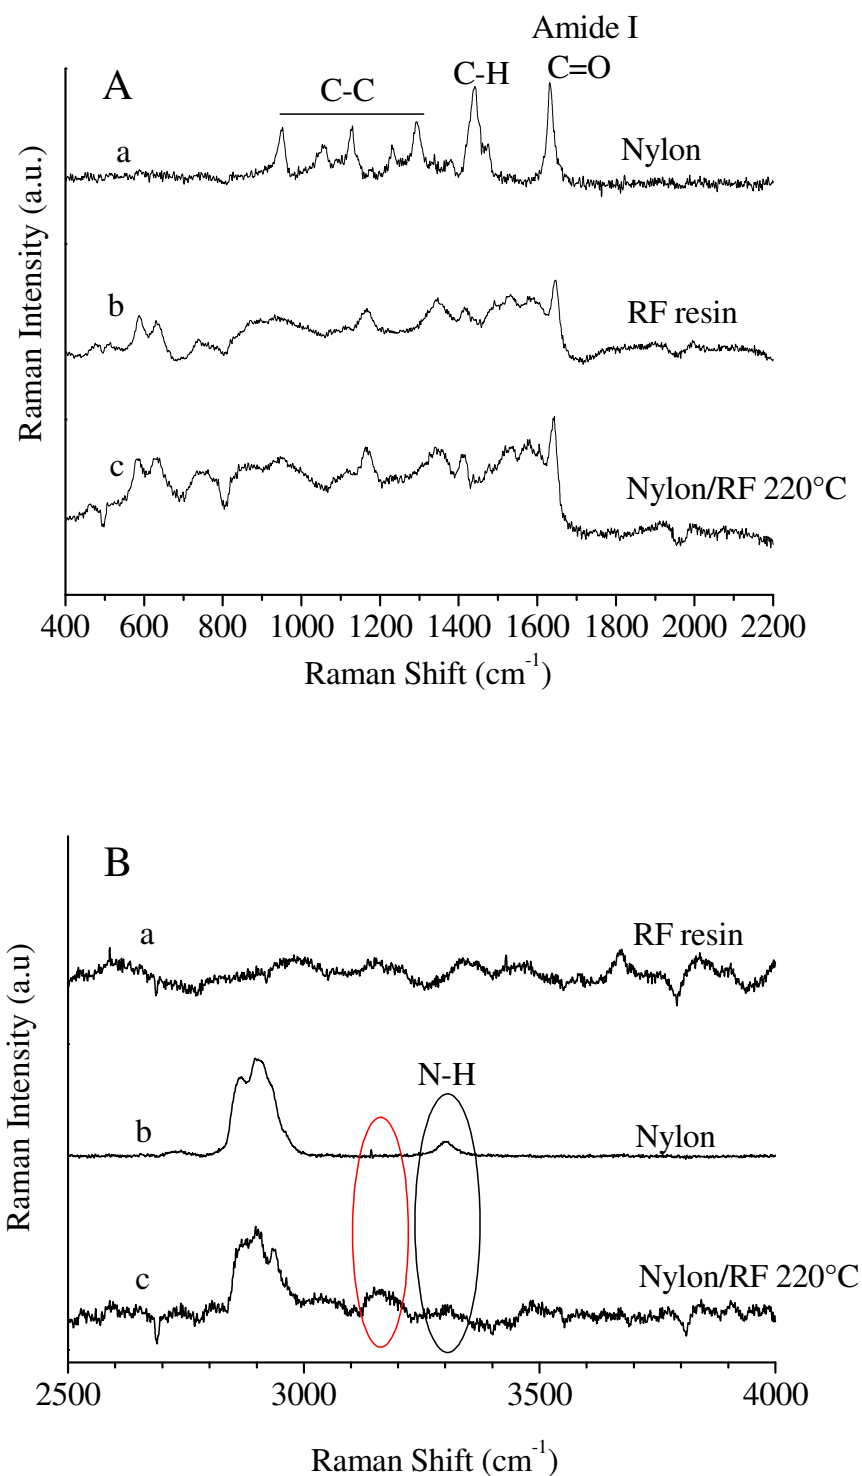 Amide I
A
C-C
C-H
C=O
a
Nylon
b
RF resin
c
Nylon/RF 220°C
Raman Intensity (a.u.)
400 600 800 1000 1200 1400 1600 1800 2000 2200
Raman Shift (cm⁻¹)
B
a
RF resin
N-H
b
Nylon
c
Nylon/RF 220°C
Raman Intensity (a.u)
2500 3000 3500 4000
Raman Shift (cm⁻¹)